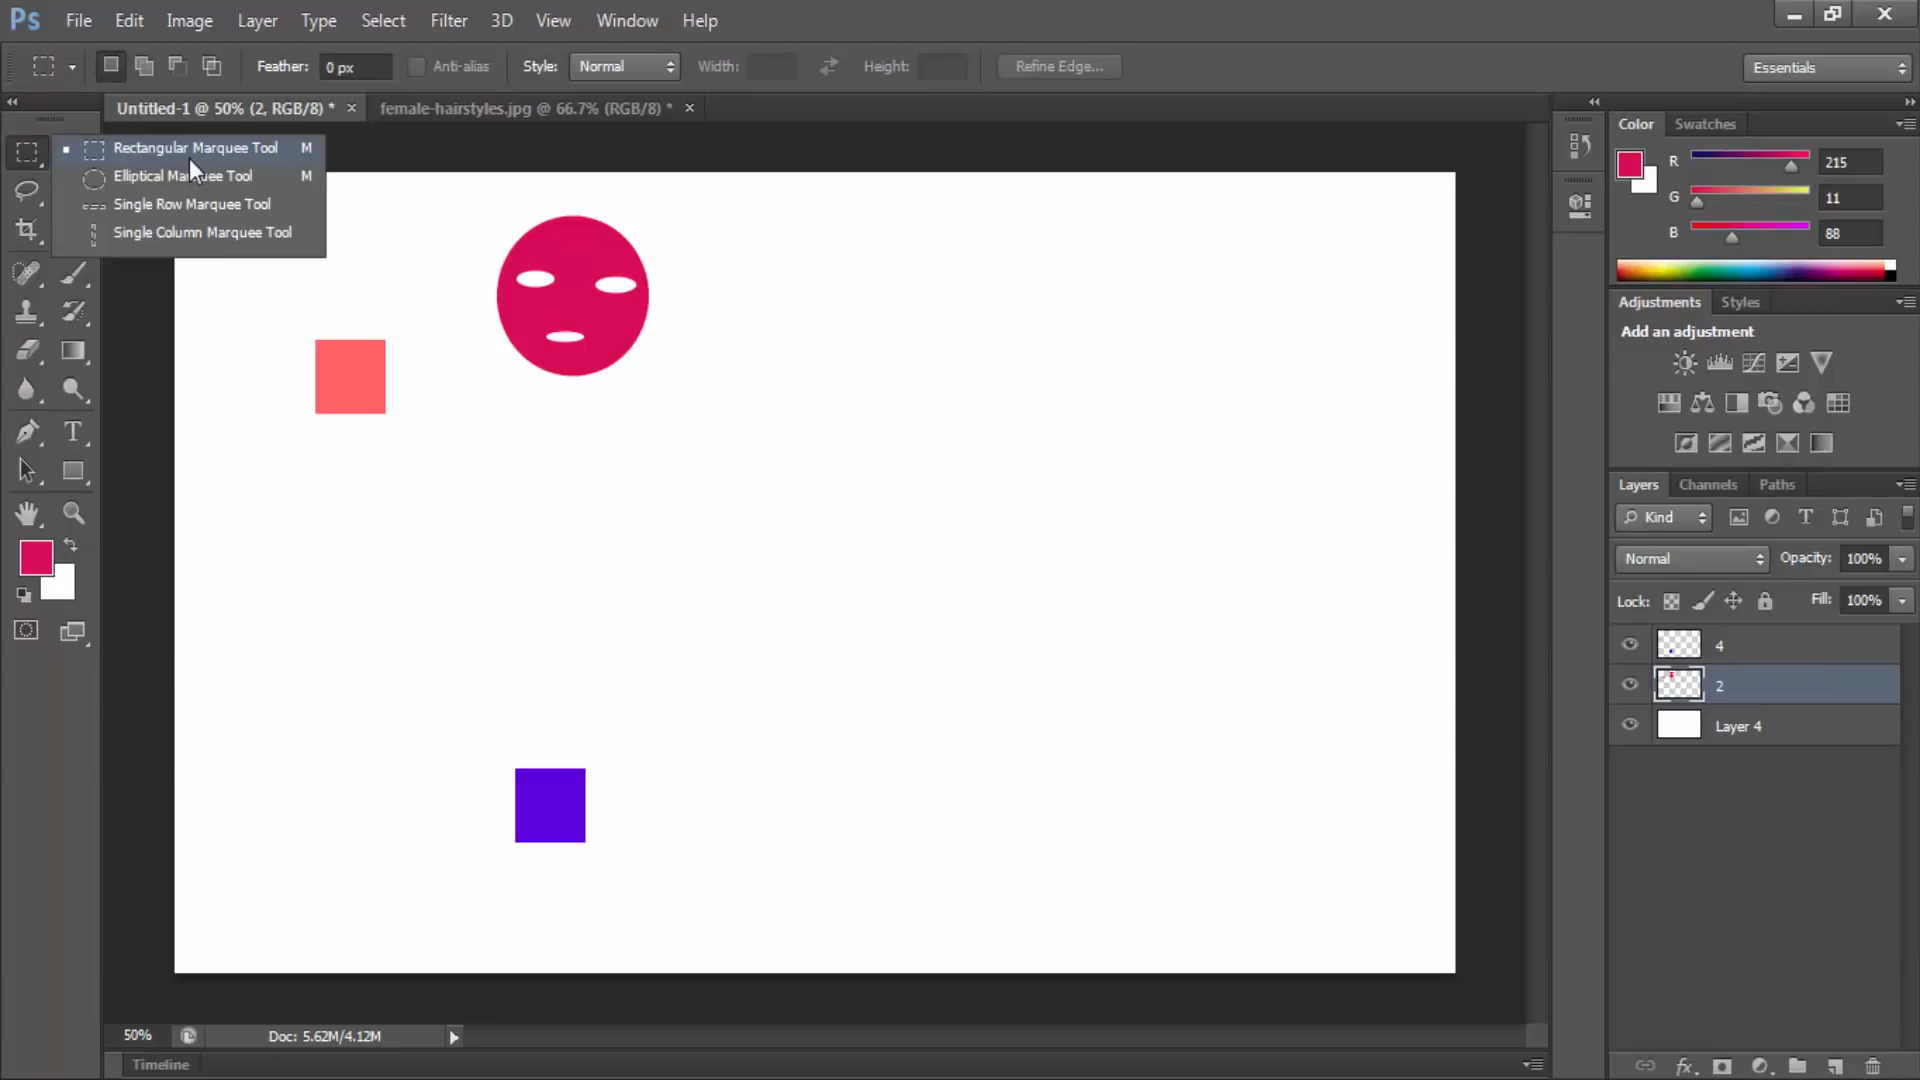 Ps File Edit Image Layer Type Select Filter 3D View Window Help
Feather: 0 px Anti-alias Style: Normal Width: Height: Refine Edge... Essentials
Untitled-1 @ 50% (2, RGB/8) * × female-hairstyles.jpg @ 66.7% (RGB/8) * ×
Rectangular Marquee Tool M
Elliptical Marquee Tool M
Single Row Marquee Tool
Single Column Marquee Tool
T
Color Swatches
R 215
G 11
B 88
Adjustments Styles
Add an adjustment
Layers Channels Paths
Kind T
Normal Opacity: 100%
Lock: Fill: 100%
4
2
Layer 4
fx
50% Doc: 5.62M/4.12M
Timeline